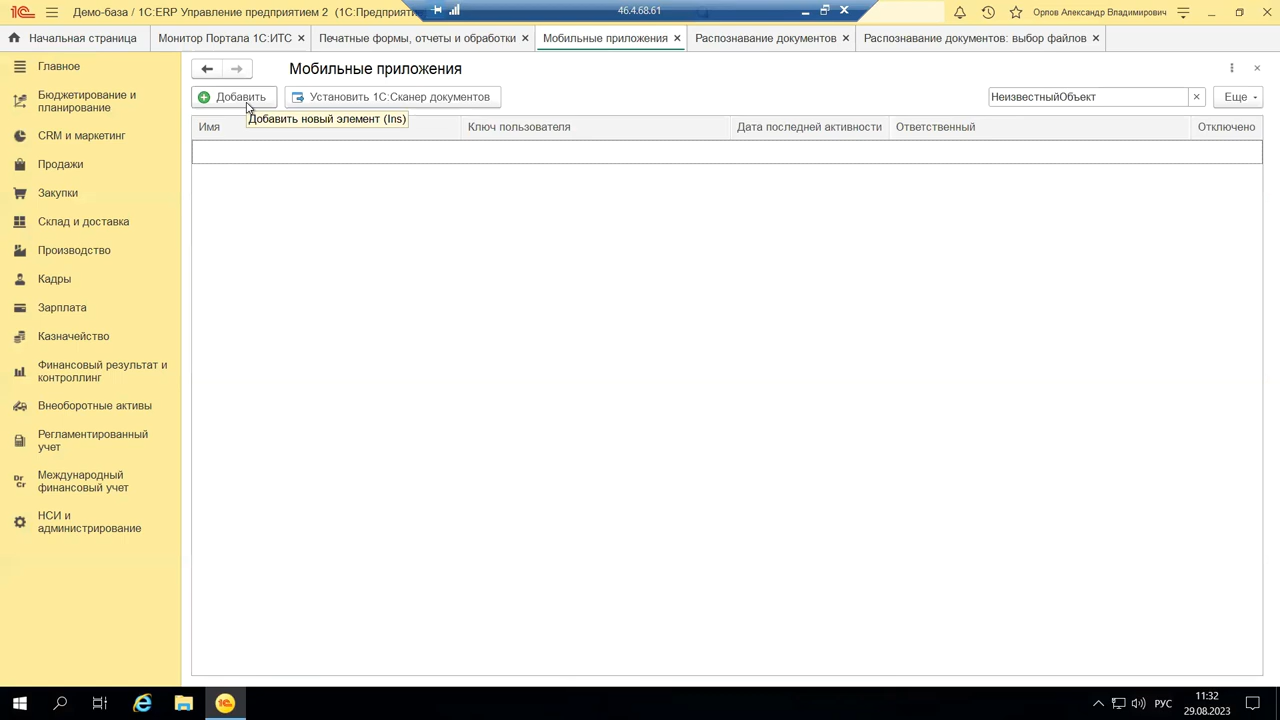 Демо-база / 1С:ERP Управление предприятием 2 (1С:Предприятие
46.4.68.61
Орлов Александр Владимирович
Начальная страница
Монитор Портала 1С:ИТС
Печатные формы, отчеты и обработки
Мобильные приложения
Распознавание документов
Распознавание документов: выбор файлов
Главное
Бюджетирование и
планирование
CRM и маркетинг
Продажи
Закупки
Склад и доставка
Производство
Кадры
Зарплата
Казначейство
Финансовый результат и
контроллинг
Внеоборотные активы
Регламентированный
учет
Международный
финансовый учет
НСИ и
администрирование
Мобильные приложения
Добавить
Установить 1С:Сканер документов
НеизвестныйОбъект
Еще
Добавить новый элемент (Ins)
Имя
Ключ пользователя
Дата последней активности
Ответственный
Отключено
РУС
11:32
29.08.2023